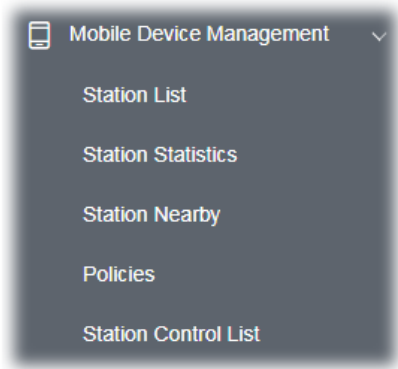 Mobile Device Management
Station List
Station Statistics
Station Nearby
Policies
Station Control List